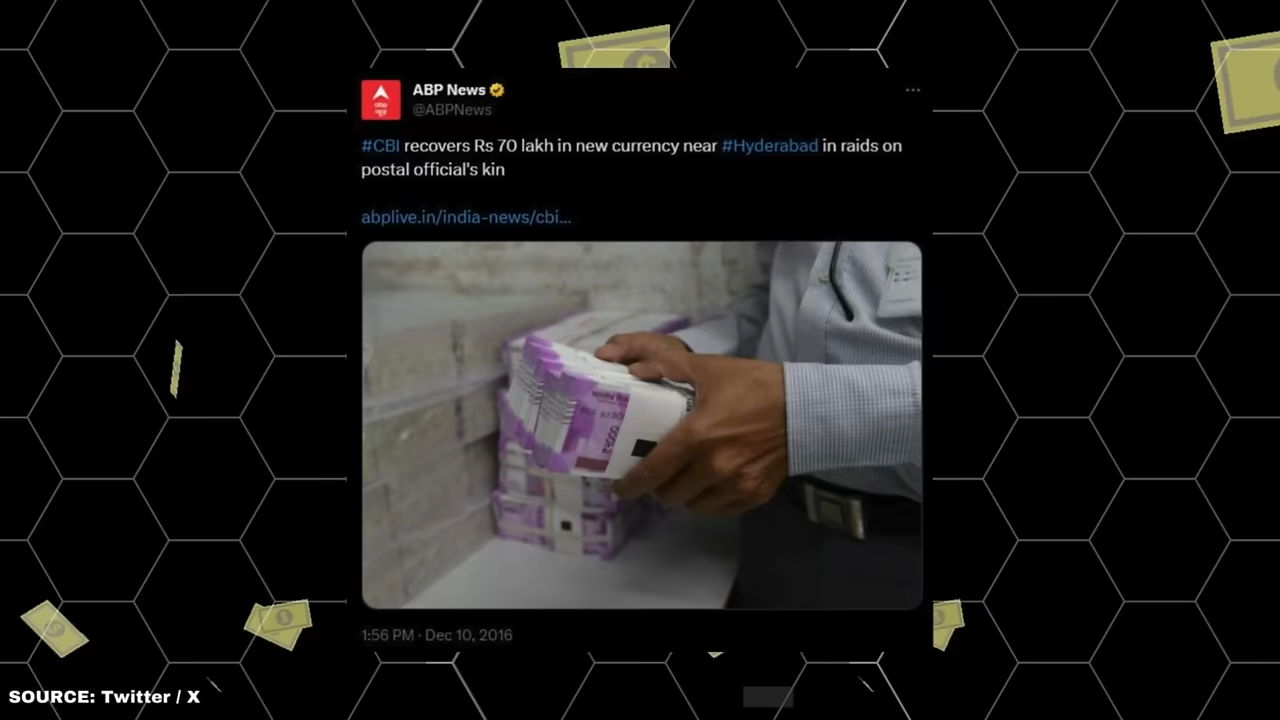 ABP News
@ABPNews
#CBI recovers Rs 70 lakh in new currency near #Hyderabad in raids on
postal official's kin
abplive.in/india-news/cbi...
1:56 PM · Dec 10, 2016
SOURCE: Twitter / X